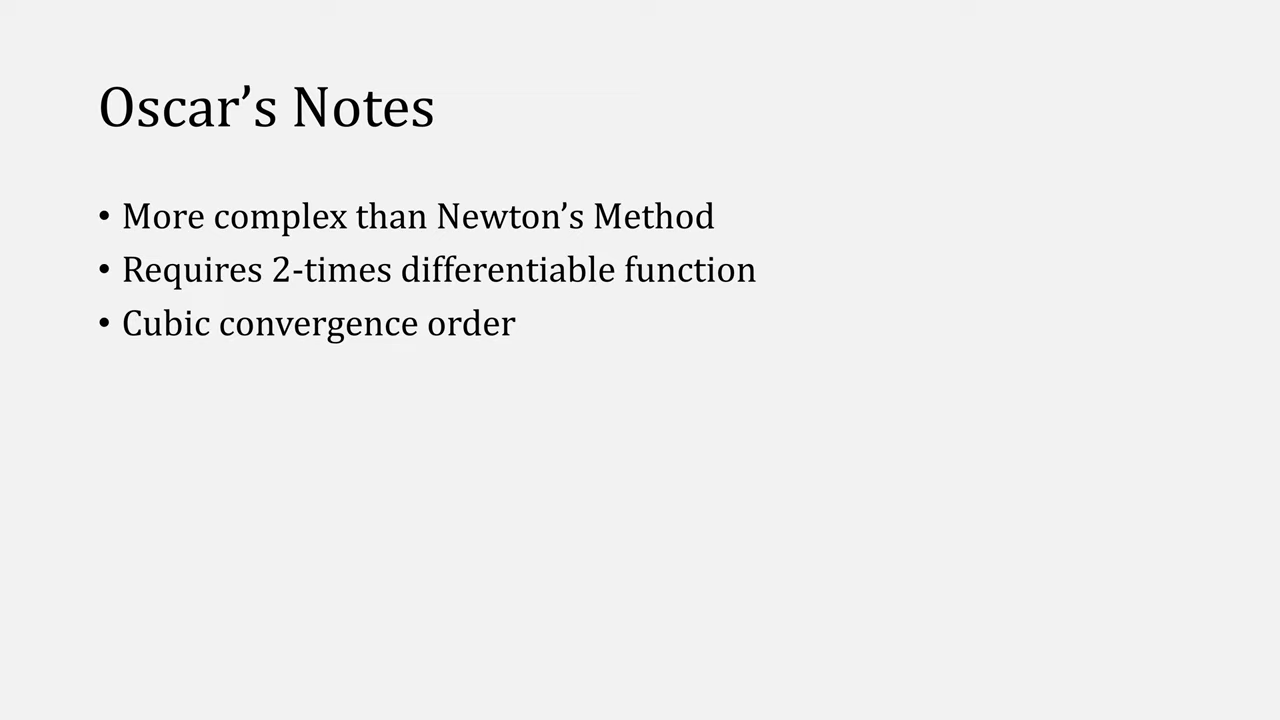 Oscar’s Notes
• More complex than Newton’s Method
• Requires 2-times differentiable function
• Cubic convergence order